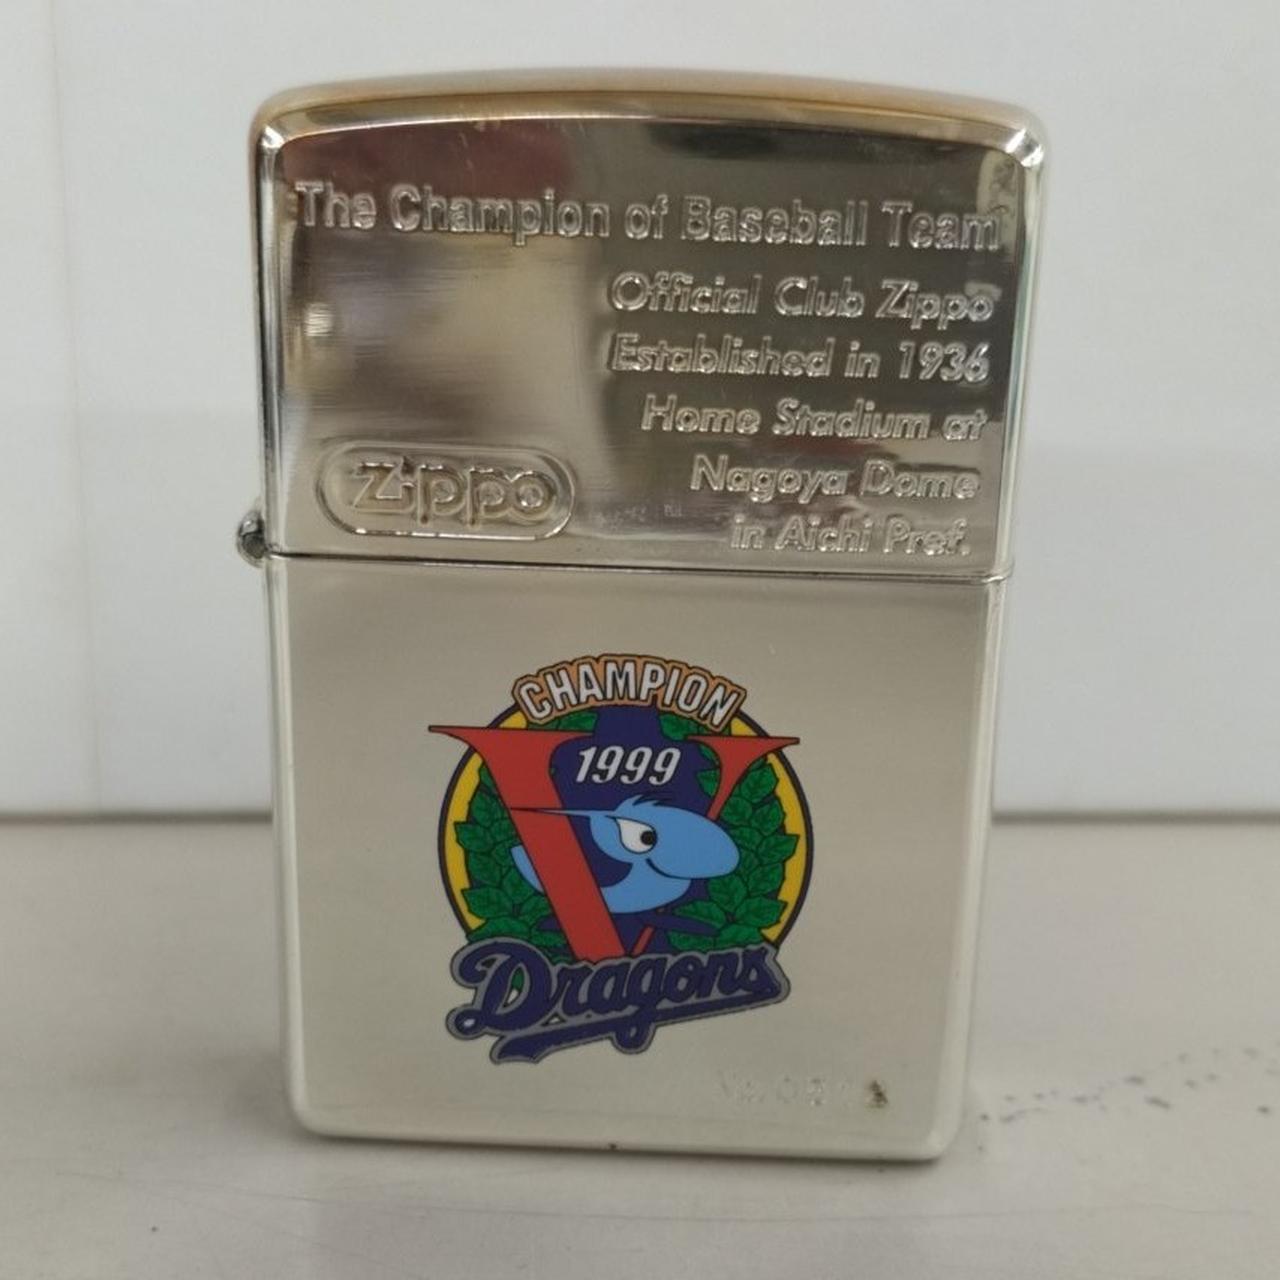 The Champion of Baseball Team
Official Club Zippo
Established in 1936
Home Stadium at
Nagoya Dome
in Aichi Pref.
Zippo
CHAMPION
1999
V
Dragons